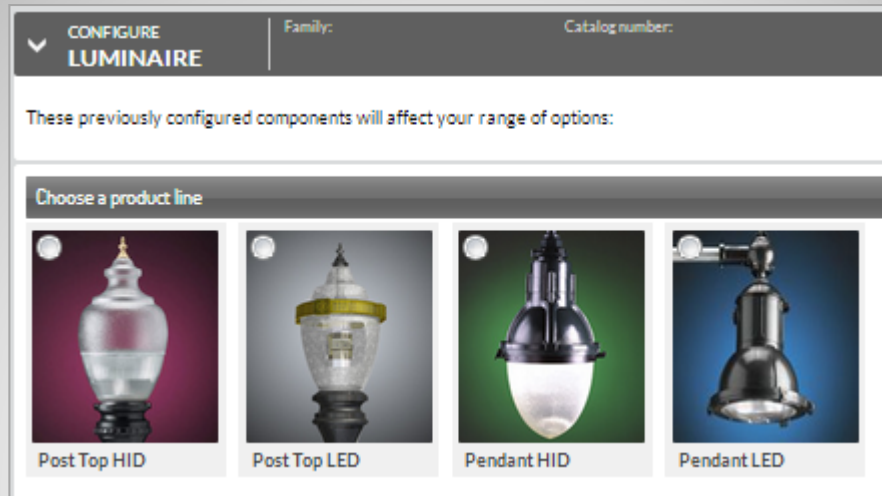 CONFIGURE
LUMINAIRE
Family:
Catalog number:
These previously configured components will affect your range of options:
Choose a product line
Post Top HID
Post Top LED
Pendant HID
Pendant LED